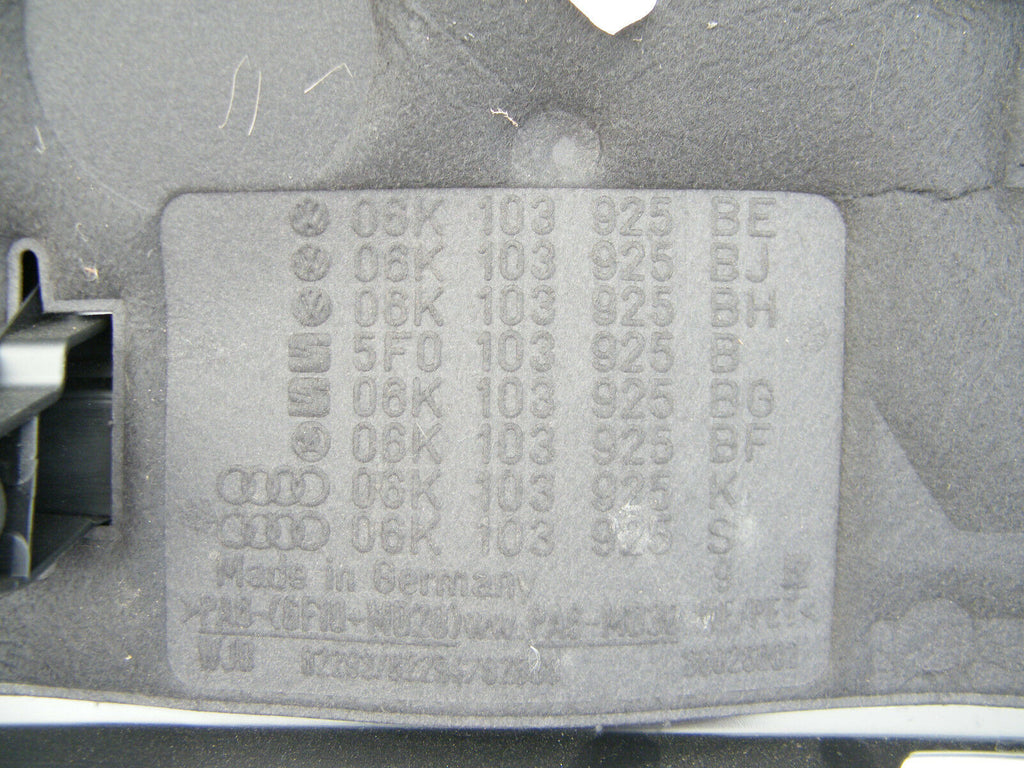 06K 103 925 BE
06K 103 925 BJ
06K 103 925 BH
5F0 103 925 B
06K 103 925 BG
06K 103 925 BF
06K 103 925 K
06K 103 925 S
Made in Germany
WJD